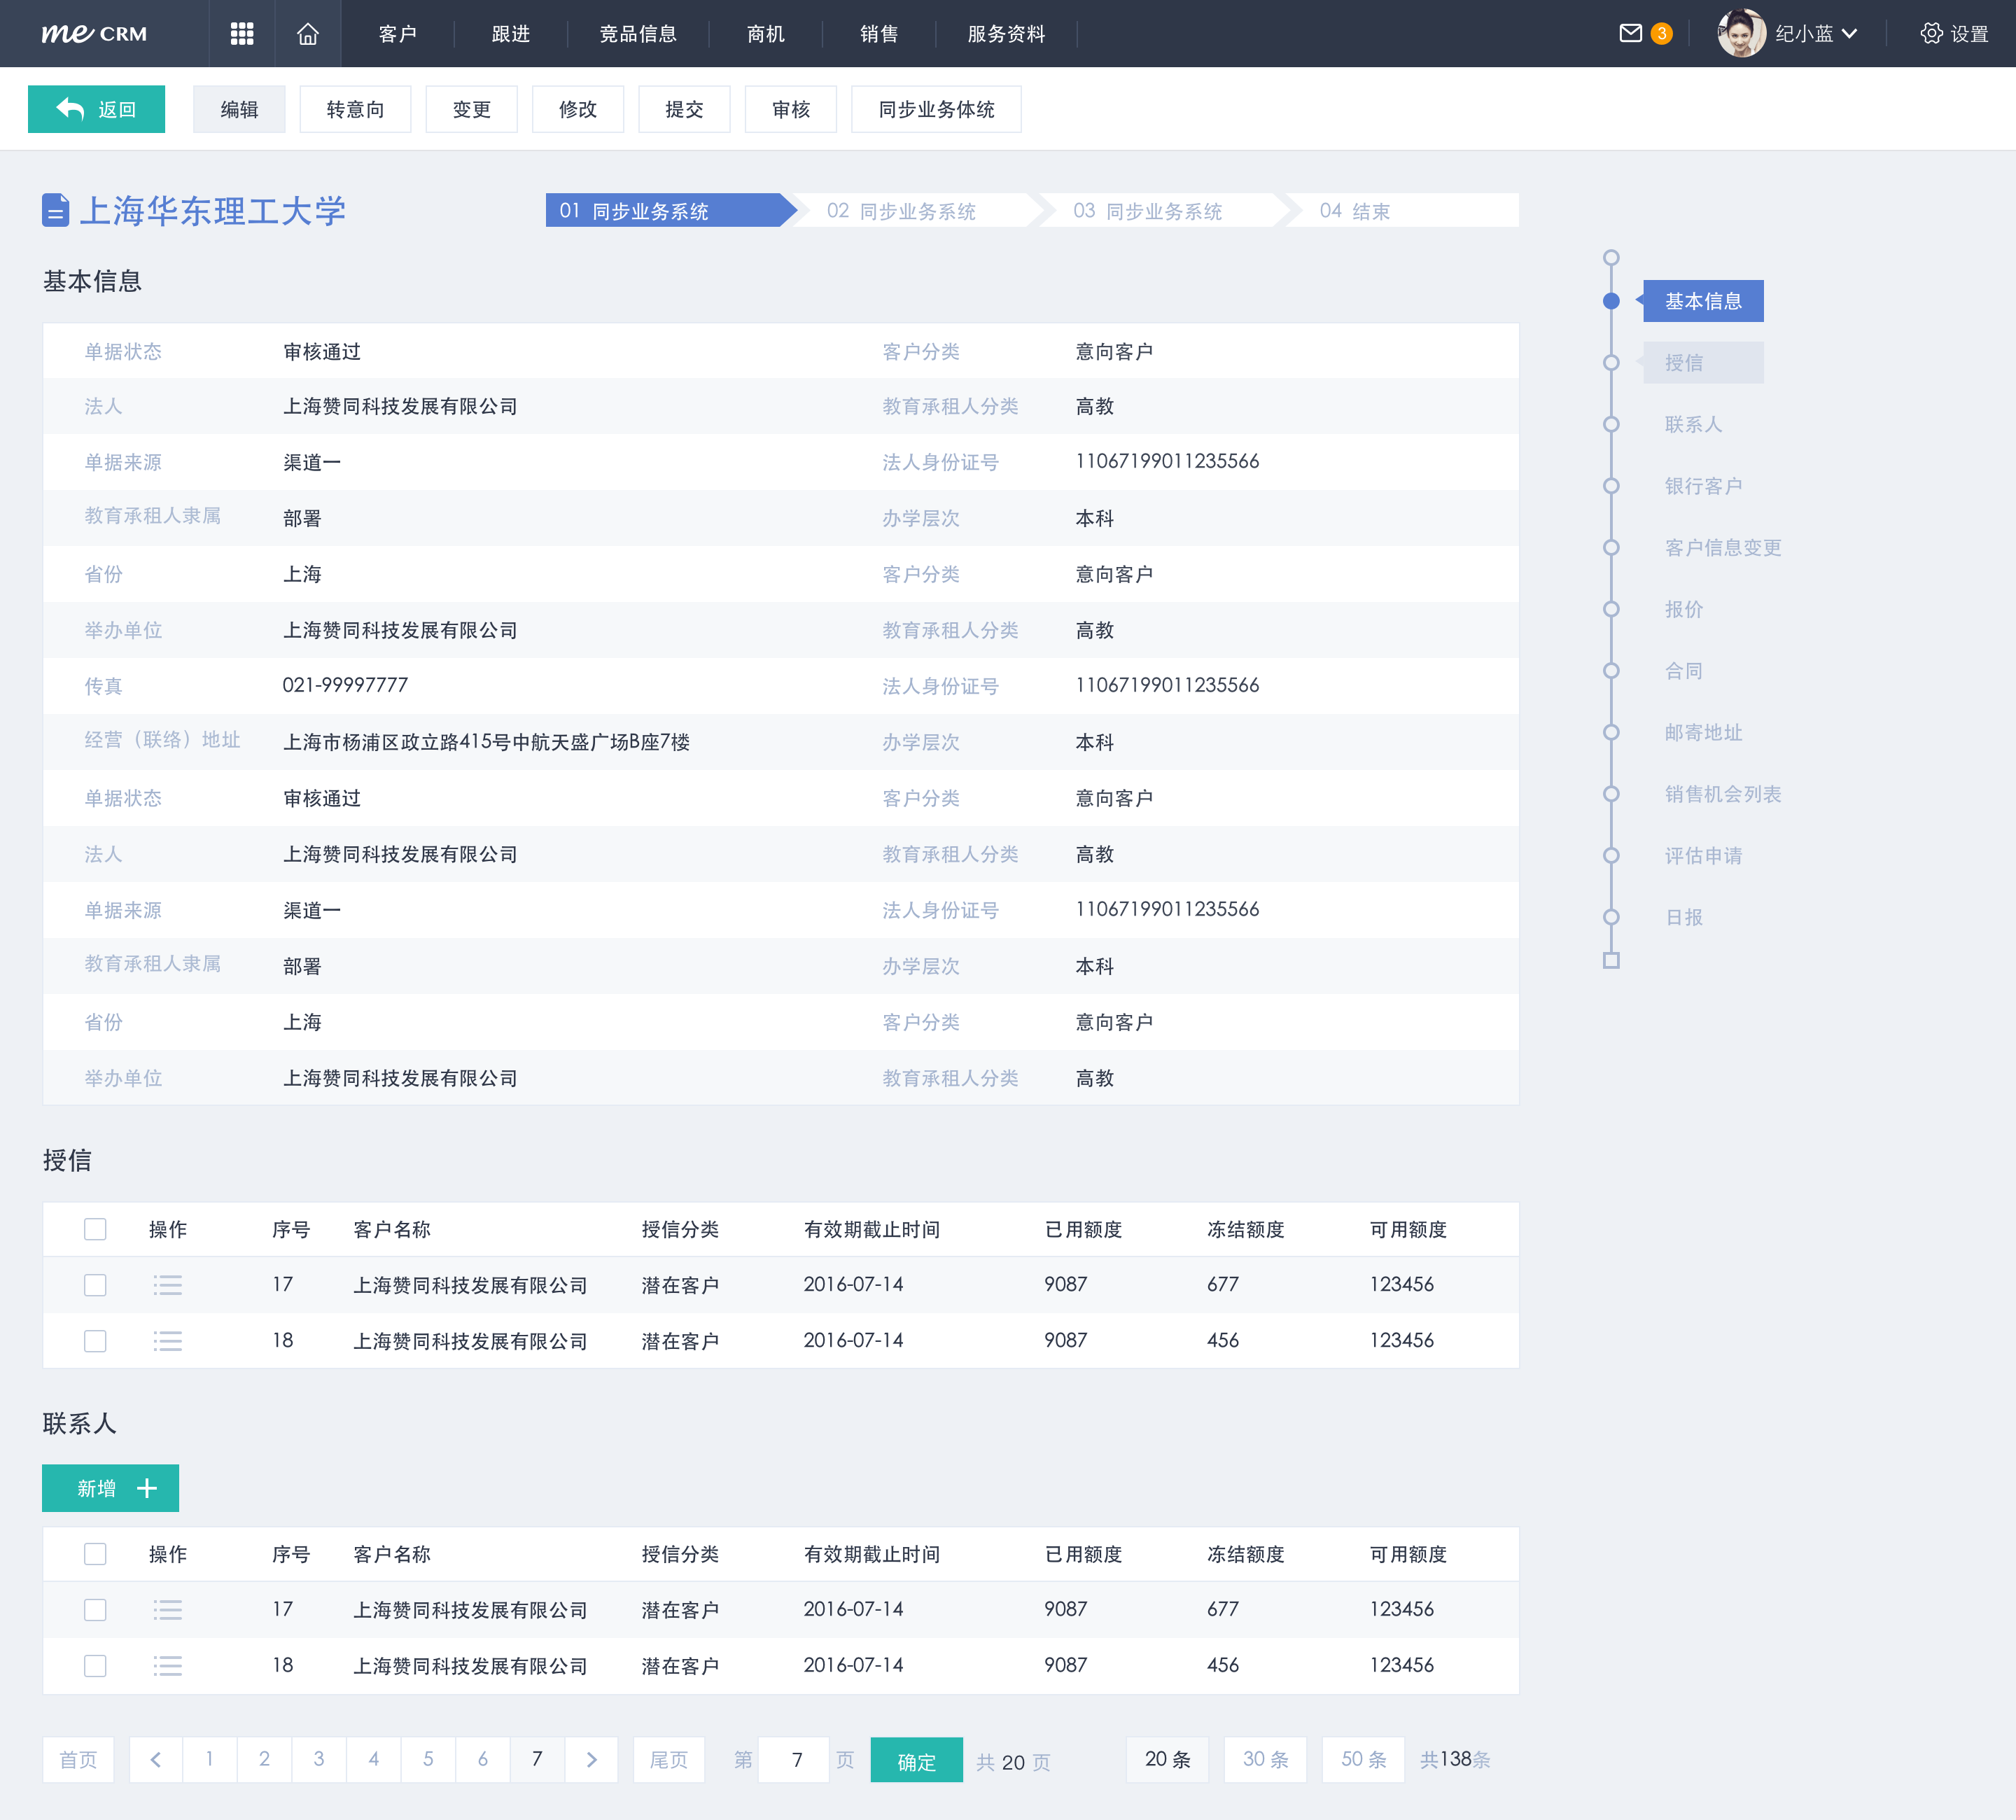 me CRM 客户 跟进 竞品信息 商机 销售 服务资料 3 纪小蓝 设置
返回 编辑 转意向 变更 修改 提交 审核 同步业务体统
上海华东理工大学 01 同步业务系统 02 同步业务系统 03 同步业务系统 04 结束
基本信息
单据状态 审核通过 客户分类 意向客户
法人 上海赞同科技发展有限公司 教育承租人分类 高教
单据来源 渠道一 法人身份证号 11067199011235566
教育承租人隶属 部署 办学层次 本科
省份 上海 客户分类 意向客户
举办单位 上海赞同科技发展有限公司 教育承租人分类 高教
传真 021-99997777 法人身份证号 11067199011235566
经营（联络）地址 上海市杨浦区政立路415号中航天盛广场B座7楼 办学层次 本科
单据状态 审核通过 客户分类 意向客户
法人 上海赞同科技发展有限公司 教育承租人分类 高教
单据来源 渠道一 法人身份证号 11067199011235566
教育承租人隶属 部署 办学层次 本科
省份 上海 客户分类 意向客户
举办单位 上海赞同科技发展有限公司 教育承租人分类 高教
基本信息
授信
联系人
银行客户
客户信息变更
报价
合同
邮寄地址
销售机会列表
评估申请
日报
授信
操作 序号 客户名称 授信分类 有效期截止时间 已用额度 冻结额度 可用额度
17 上海赞同科技发展有限公司 潜在客户 2016-07-14 9087 677 123456
18 上海赞同科技发展有限公司 潜在客户 2016-07-14 9087 456 123456
联系人
新增
操作 序号 客户名称 授信分类 有效期截止时间 已用额度 冻结额度 可用额度
17 上海赞同科技发展有限公司 潜在客户 2016-07-14 9087 677 123456
18 上海赞同科技发展有限公司 潜在客户 2016-07-14 9087 456 123456
首页 1 2 3 4 5 6 7 尾页 第 7 页 确定 共 20 页 20 条 30 条 50 条 共138条